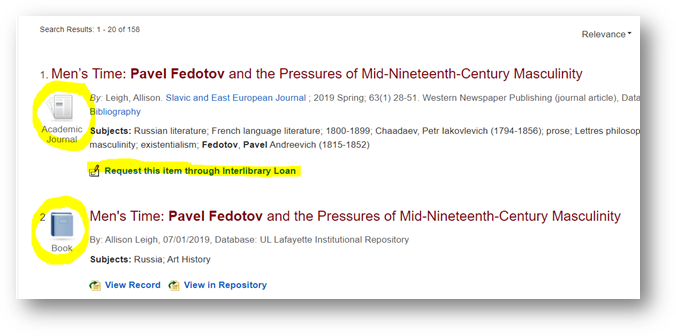 Search Results: 1 - 20 of 158
Relevance
1. Men's Time: Pavel Fedotov and the Pressures of Mid-Nineteenth-Century Masculinity
By: Leigh, Allison. Slavic and East European Journal ; 2019 Spring; 63(1) 28-51. Western Newspaper Publishing (journal article), Data
Bibliography
Academic
Journal
Subjects: Russian literature; French language literature; 1800-1899; Chaadaev, Petr Iakovlevich (1794-1856); prose; Lettres philosop
masculinity; existentialism; Fedotov, Pavel Andreevich (1815-1852)
Request this item through Interlibrary Loan
2 Men's Time: Pavel Fedotov and the Pressures of Mid-Nineteenth-Century Masculinity
By: Allison Leigh, 07/01/2019, Database: UL Lafayette Institutional Repository
Book
Subjects: Russia; Art History
View Record View in Repository